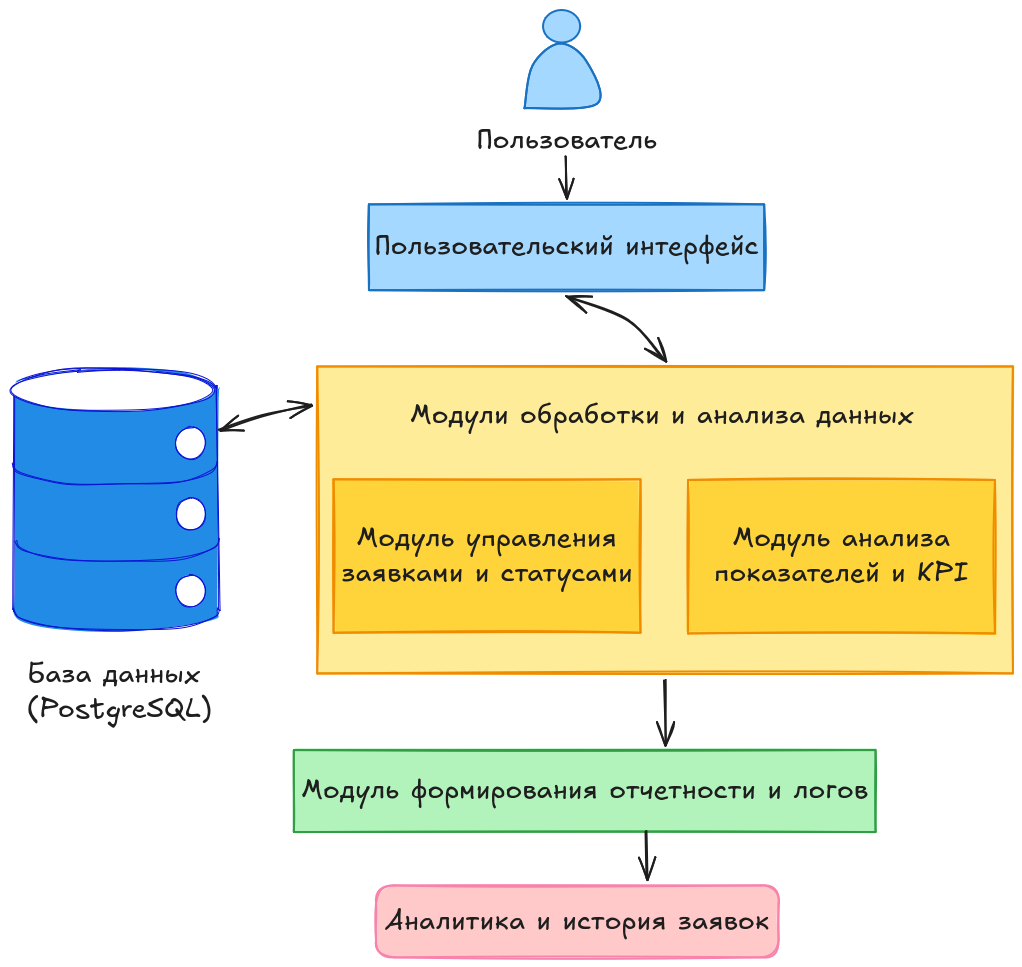 Пользователь
Пользовательский интерфейс
Модули обработки и анализа данных
Модуль управления
заявками и статусами
Модуль анализа
показателей и KPI
База данных
(PostgreSQL)
Модуль формирования отчетности и логов
Аналитика и история заявок